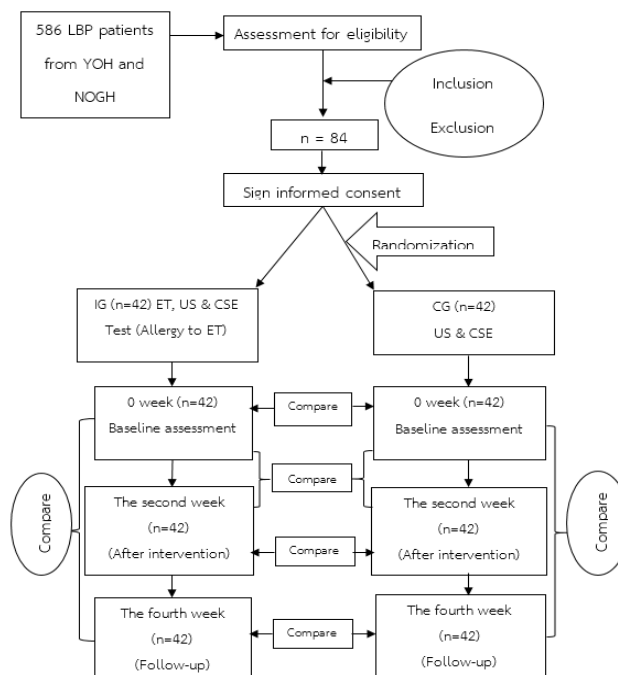 586 LBP patients
from YOH and
NOGH
Assessment for eligibility
Inclusion
Exclusion
n = 84
Sign informed consent
Randomization
IG (n=42) ET, US & CSE
Test (Allergy to ET)
CG (n=42)
US & CSE
0 week (n=42)
Baseline assessment
Compare
0 week (n=42)
Baseline assessment
Compare
Compare
Compare
The second week
(n=42)
(After intervention)
Compare
The second week
(n=42)
(After intervention)
The fourth week
(n=42)
(Follow-up)
Compare
The fourth week
(n=42)
(Follow-up)